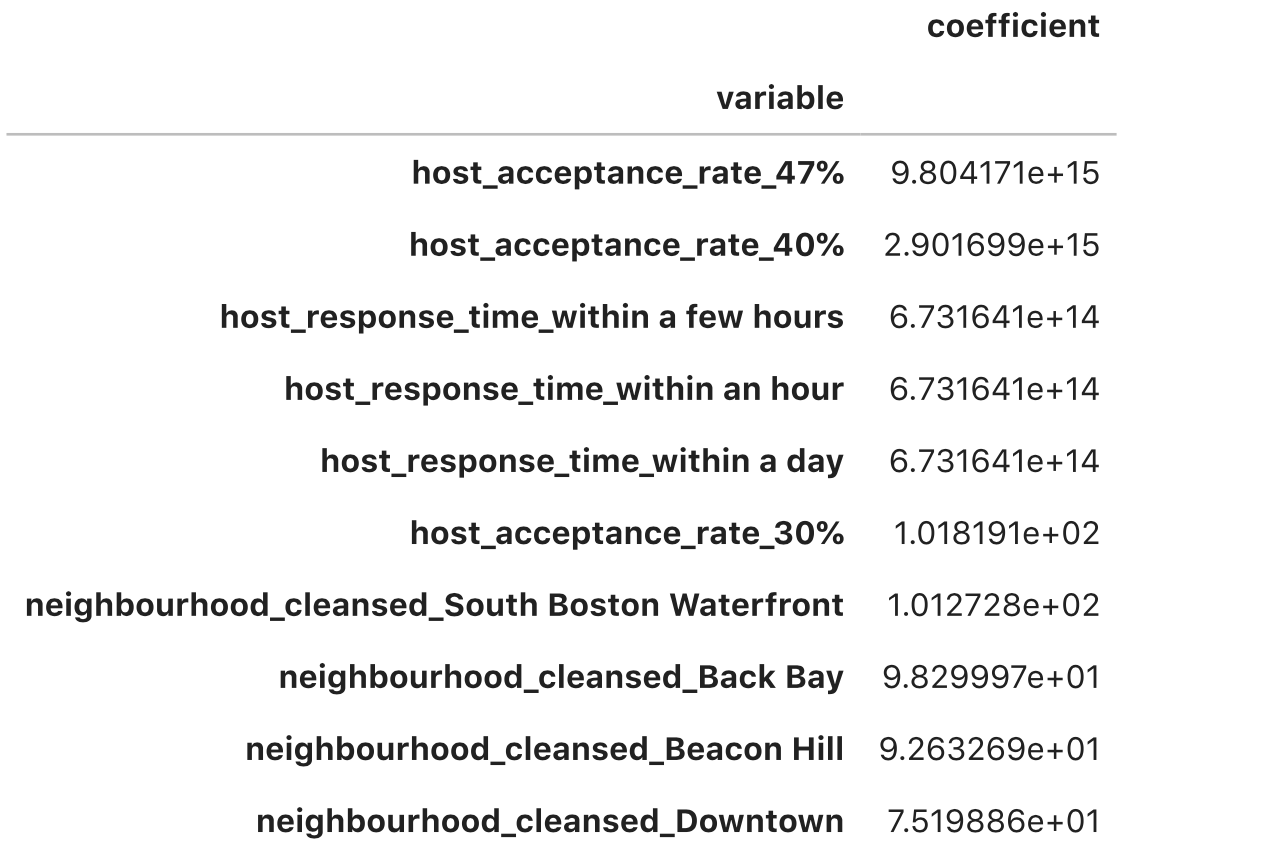 coefficient
variable
host_acceptance_rate_47% 9.804171e+15
host_acceptance_rate_40% 2.901699e+15
host_response_time_within a few hours 6.731641e+14
host_response_time_within an hour 6.731641e+14
host_response_time_within a day 6.731641e+14
host_acceptance_rate_30% 1.018191e+02
neighbourhood_cleansed_South Boston Waterfront 1.012728e+02
neighbourhood_cleansed_Back Bay 9.829997e+01
neighbourhood_cleansed_Beacon Hill 9.263269e+01
neighbourhood_cleansed_Downtown 7.519886e+01